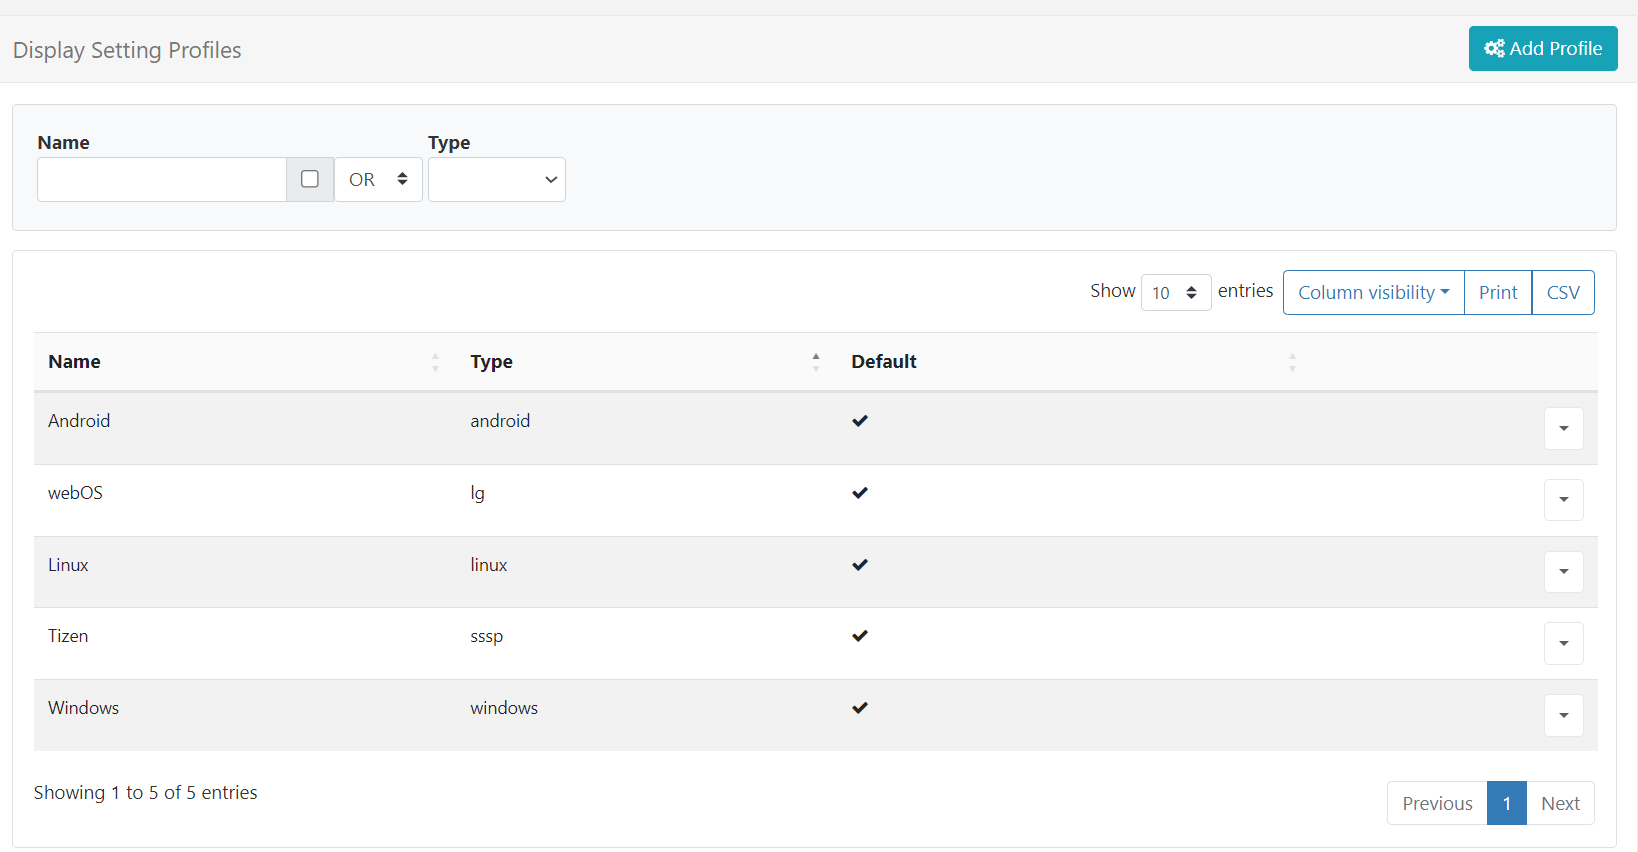 Display Setting Profiles
Add Profile
Name Type
OR
Show 10 entries Column visibility Print CSV
Name Type Default
Android android
webOS lg
Linux linux
Tizen sssp
Windows windows
Showing 1 to 5 of 5 entries
Previous 1 Next